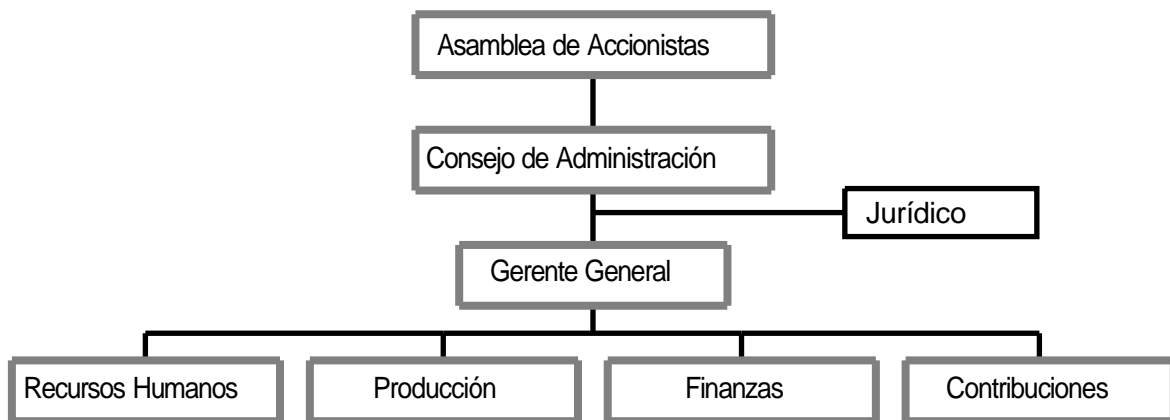 Asamblea de Accionistas
Consejo de Administración
Jurídico
Gerente General
Recursos Humanos
Producción
Finanzas
Contribuciones